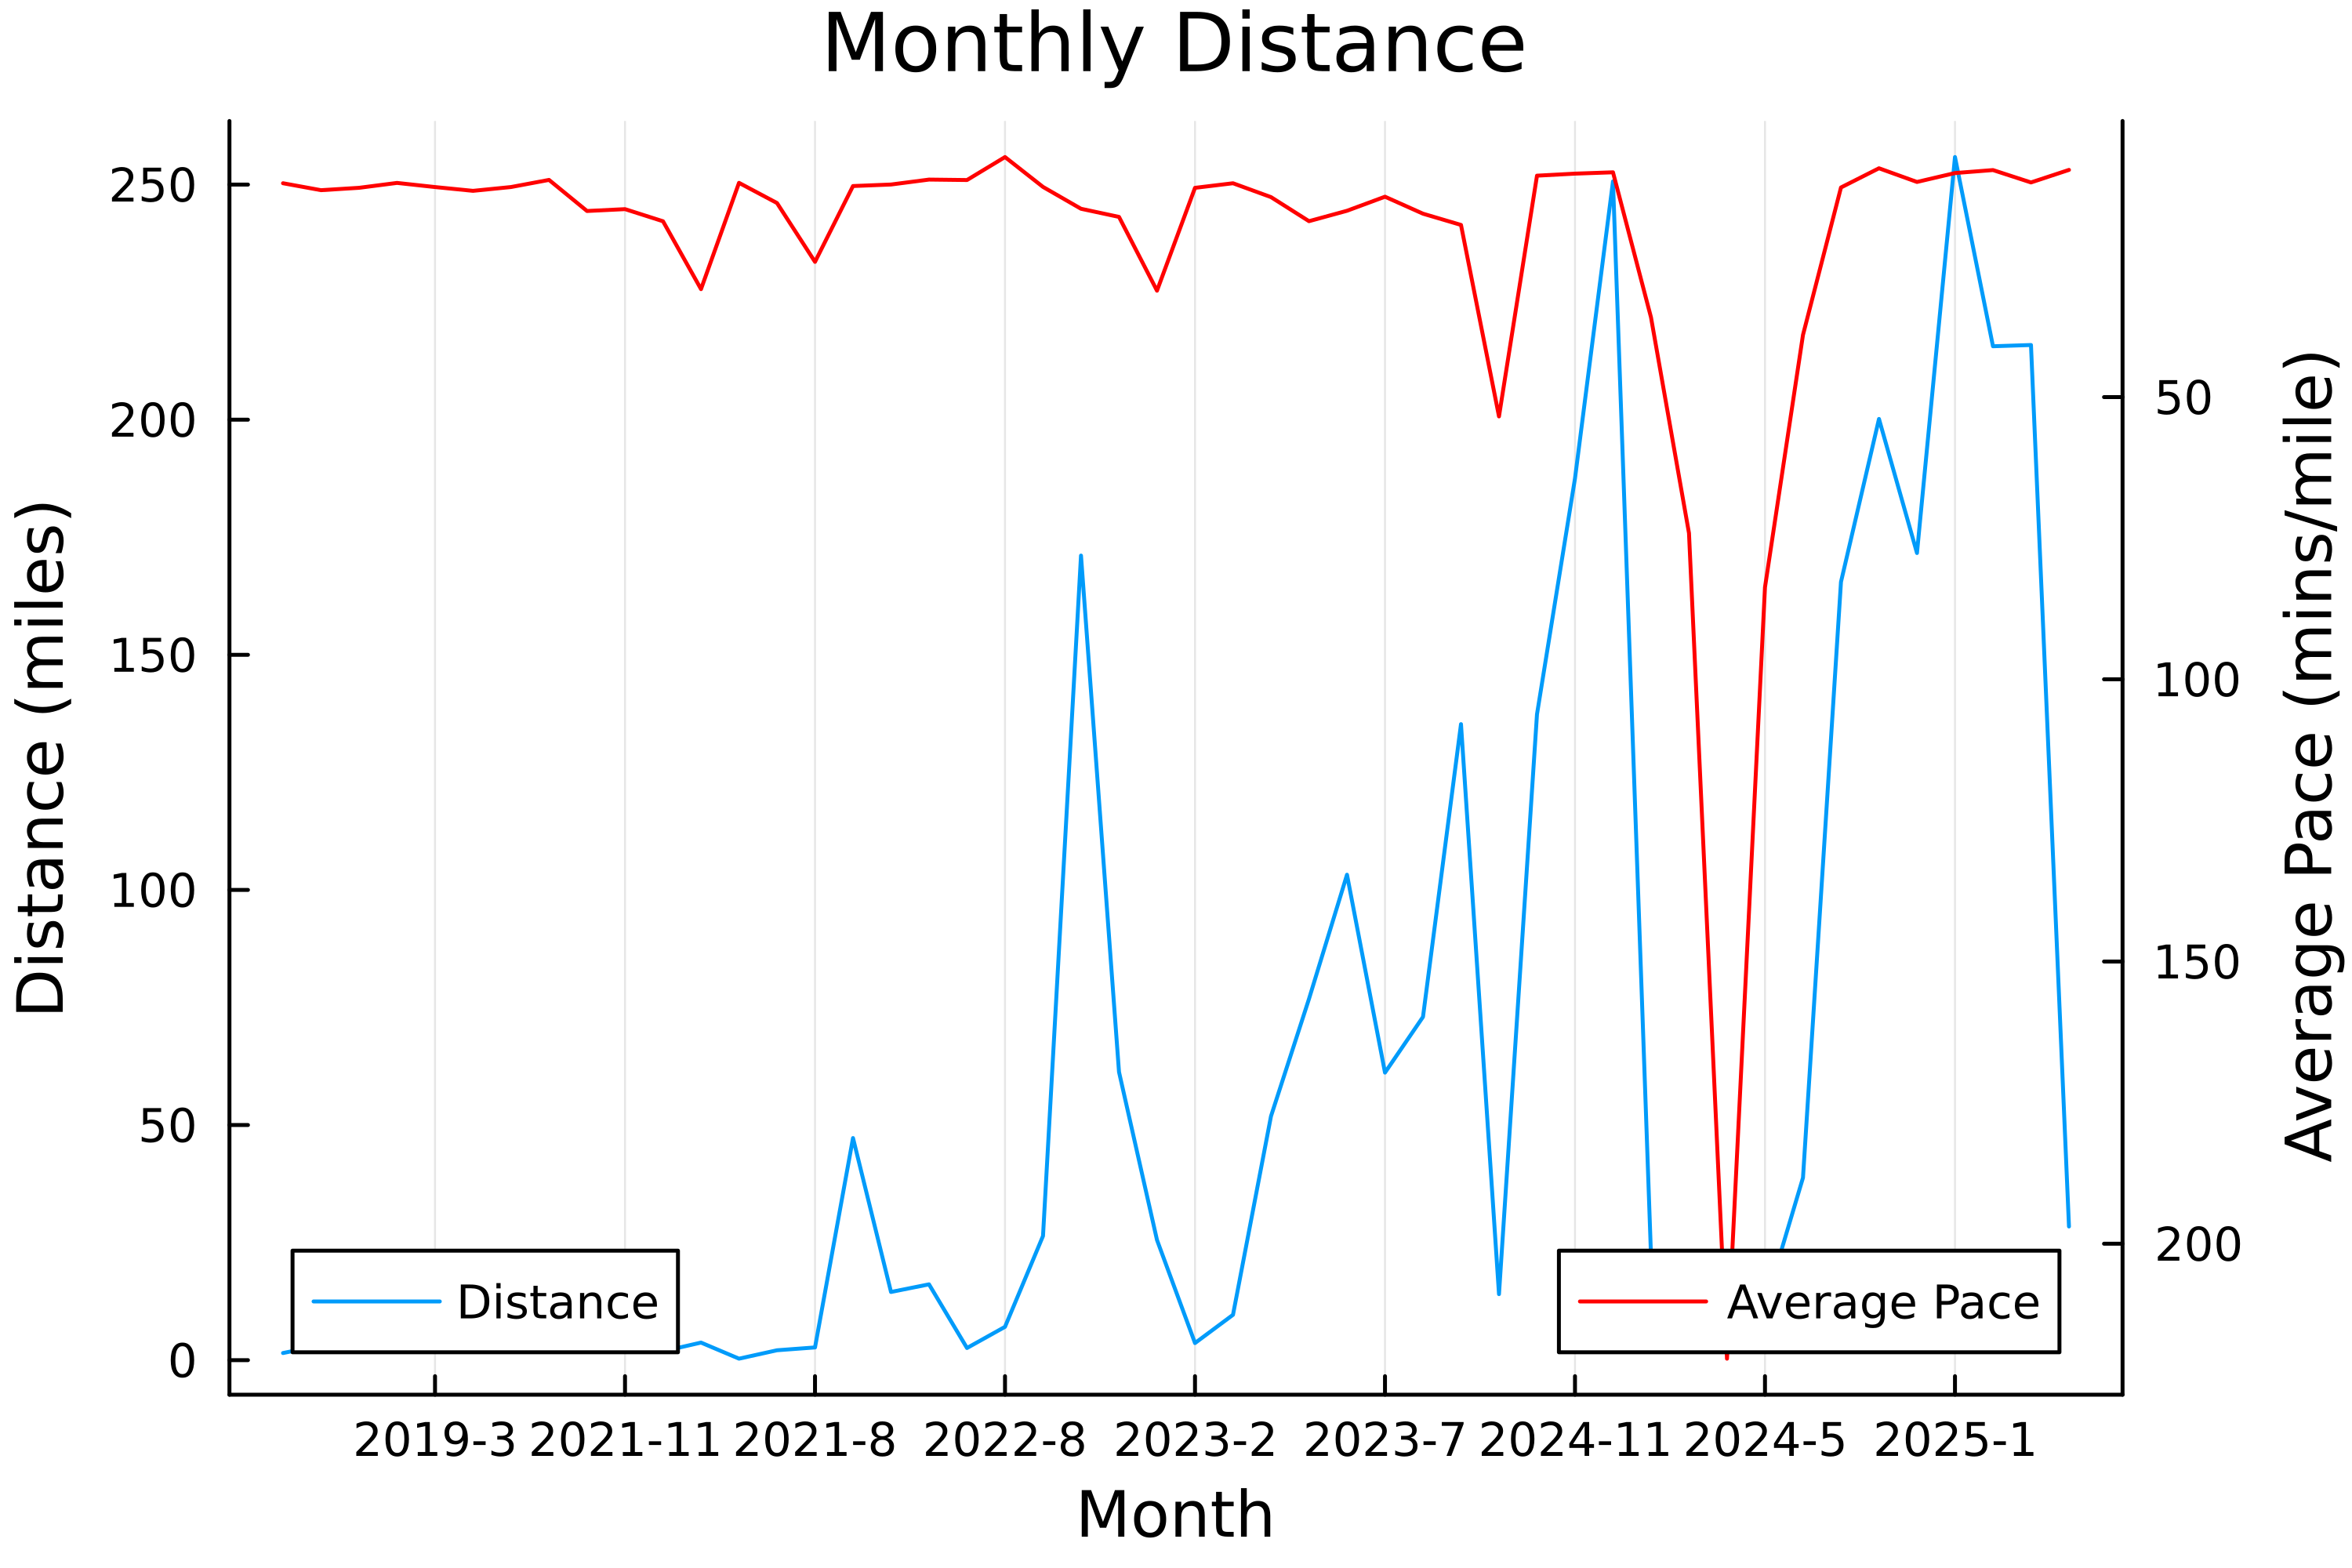 Monthly Distance
250
200
150
100
50
0
Distance (miles)
50
100
150
200
Average Pace (mins/mile)
Distance
Average Pace
2019-3 2021-11 2021-8 2022-8 2023-2 2023-7 2024-11 2024-5 2025-1
Month